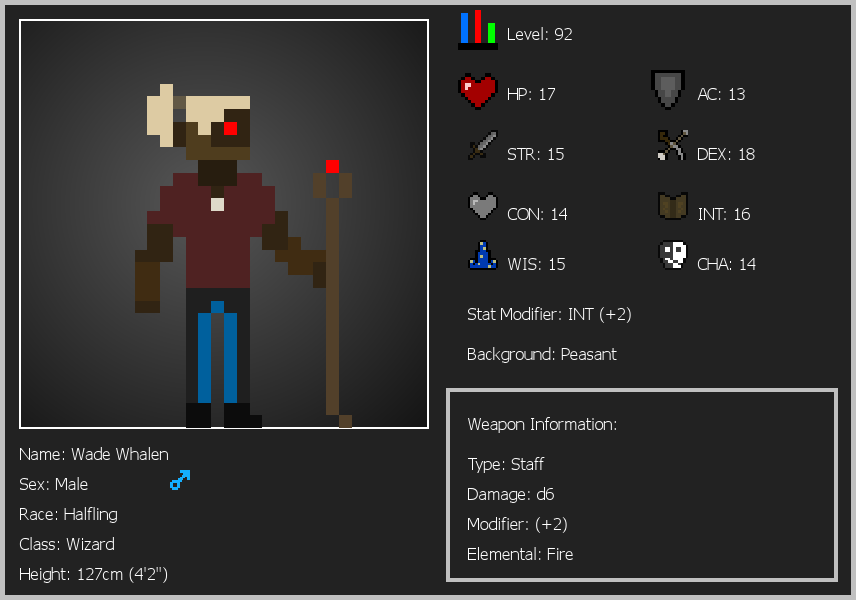 Level: 92
HP: 17
AC: 13
STR: 15
DEX: 18
CON: 14
INT: 16
WIS: 15
CHA: 14
Stat Modifier: INT (+2)
Background: Peasant
Weapon Information:
Type: Staff
Damage: d6
Modifier: (+2)
Elemental: Fire
Name: Wade Whalen
Sex: Male
Race: Halfling
Class: Wizard
Height: 127cm (4'2")